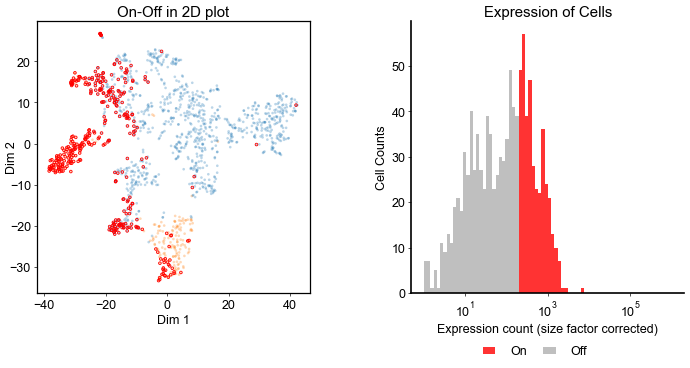 On-Off in 2D plot
Dim 2
20
10
0
−10
−20
−30
−40
−20
0
20
40
Dim 1
Expression of Cells
Cell Counts
50
40
30
20
10
0
10^1
10^3
10^5
Expression count (size factor corrected)
On
Off